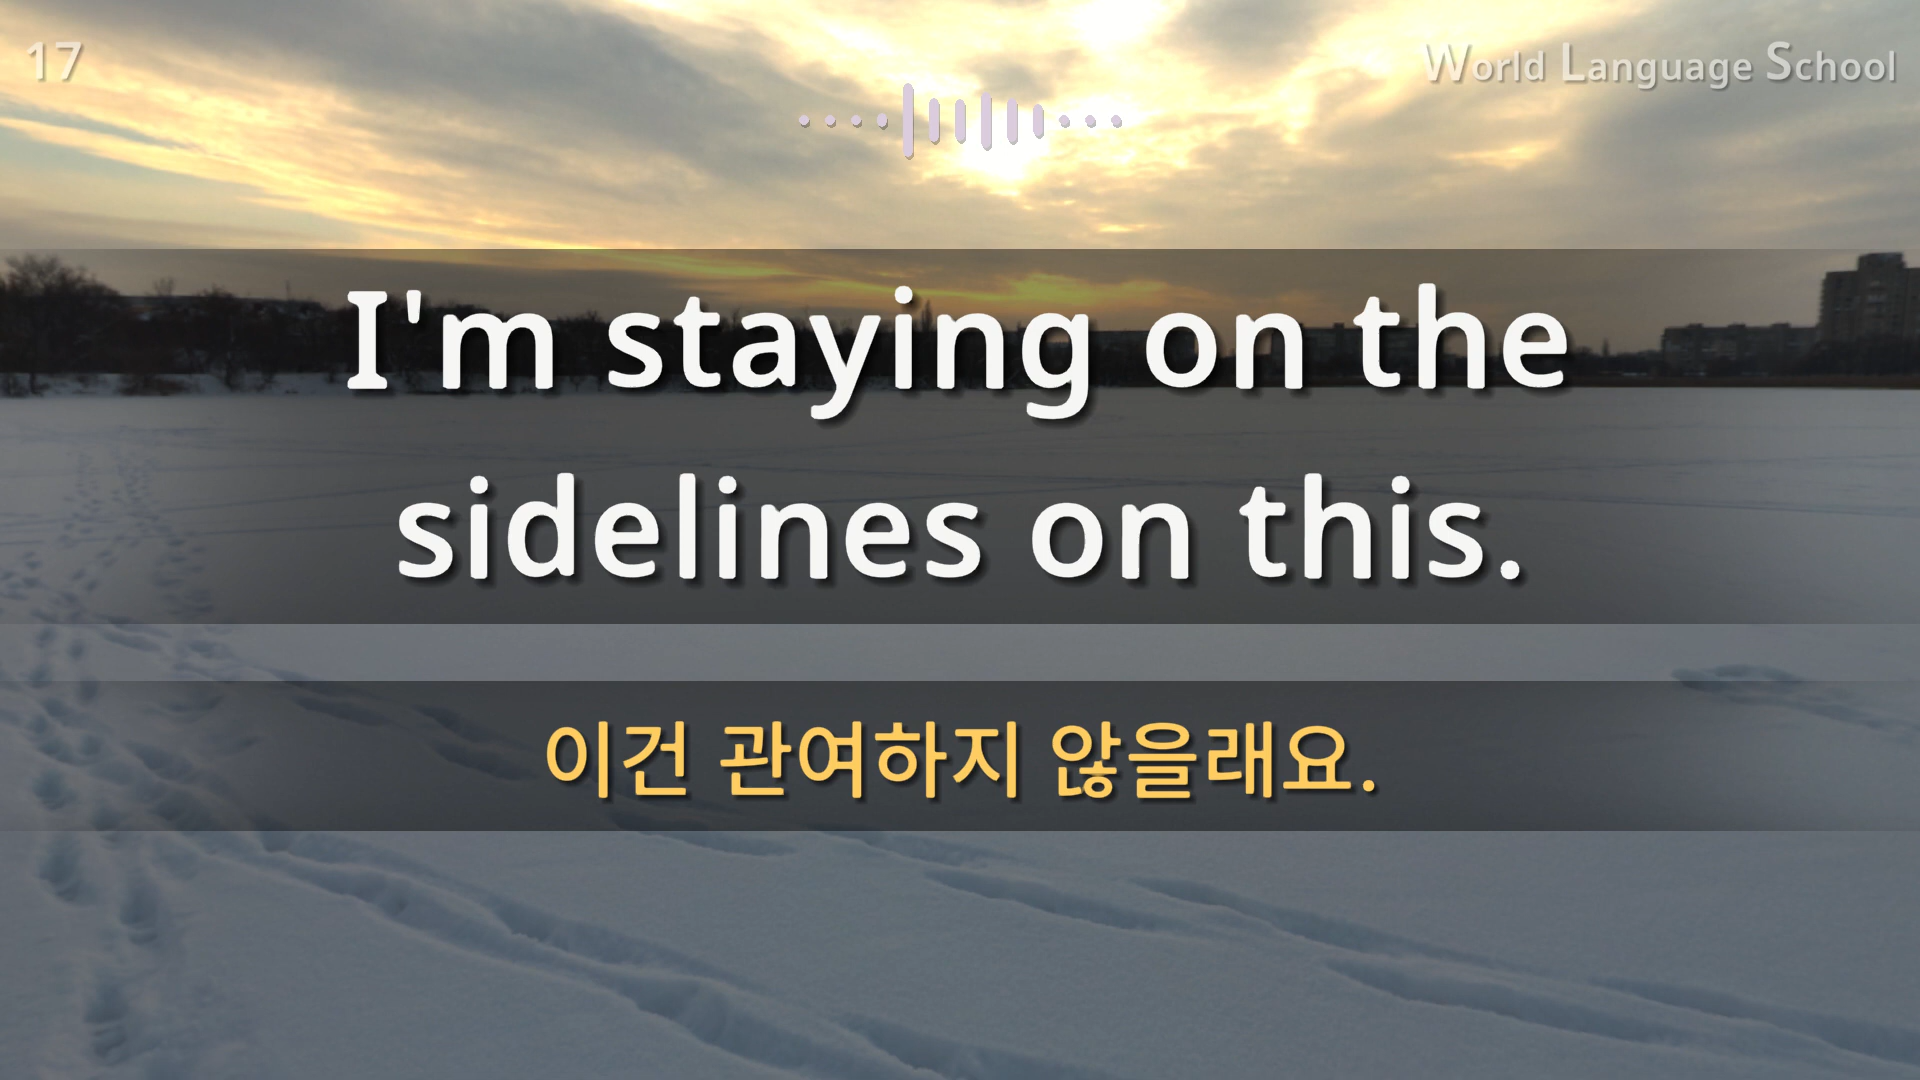 17
World Language School
I'm staying on the
sidelines on this.
이건 관여하지 않을래요.